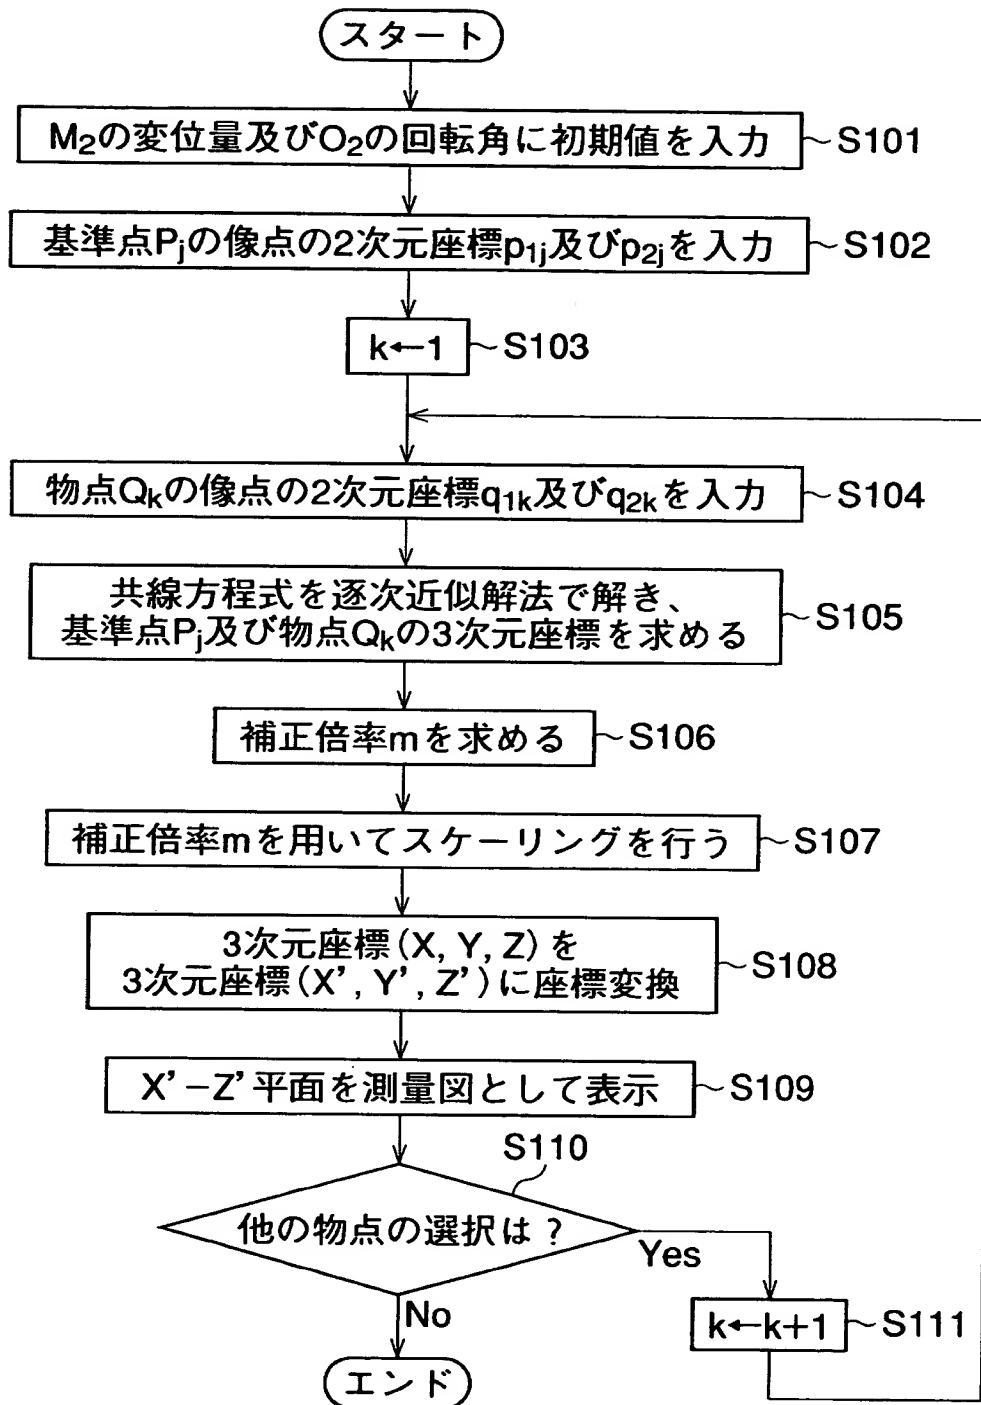 スタート
M₂の変位量及びO₂の回転角に初期値を入力 S101
基準点Pⱼの像点の2次元座標p₁ⱼ及びp₂ⱼを入力 S102
k←1 S103
物点Qₖの像点の2次元座標q₁ₖ及びq₂ₖを入力 S104
共線方程式を逐次近似解法で解き、
基準点Pⱼ及び物点Qₖの3次元座標を求める S105
補正倍率mを求める S106
補正倍率mを用いてスケーリングを行う S107
3次元座標(X, Y, Z)を
3次元座標(X', Y', Z')に座標変換 S108
X'−Z'平面を測量図として表示 S109
S110
他の物点の選択は?
Yes
No
k←k+1 S111
エンド